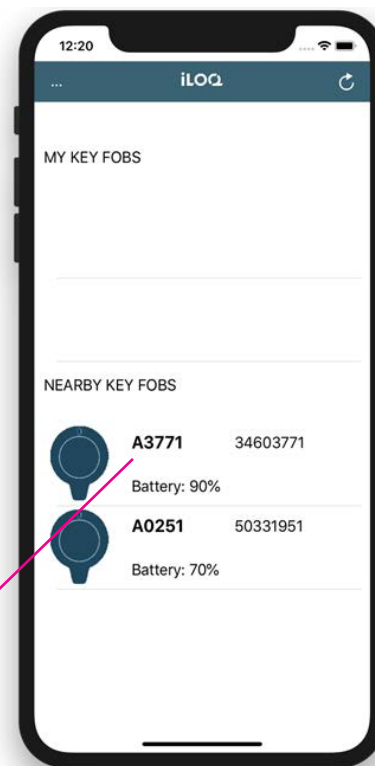 12:20
...
iLOQ
MY KEY FOBS
NEARBY KEY FOBS
A3771 34603771
Battery: 90%
A0251 50331951
Battery: 70%